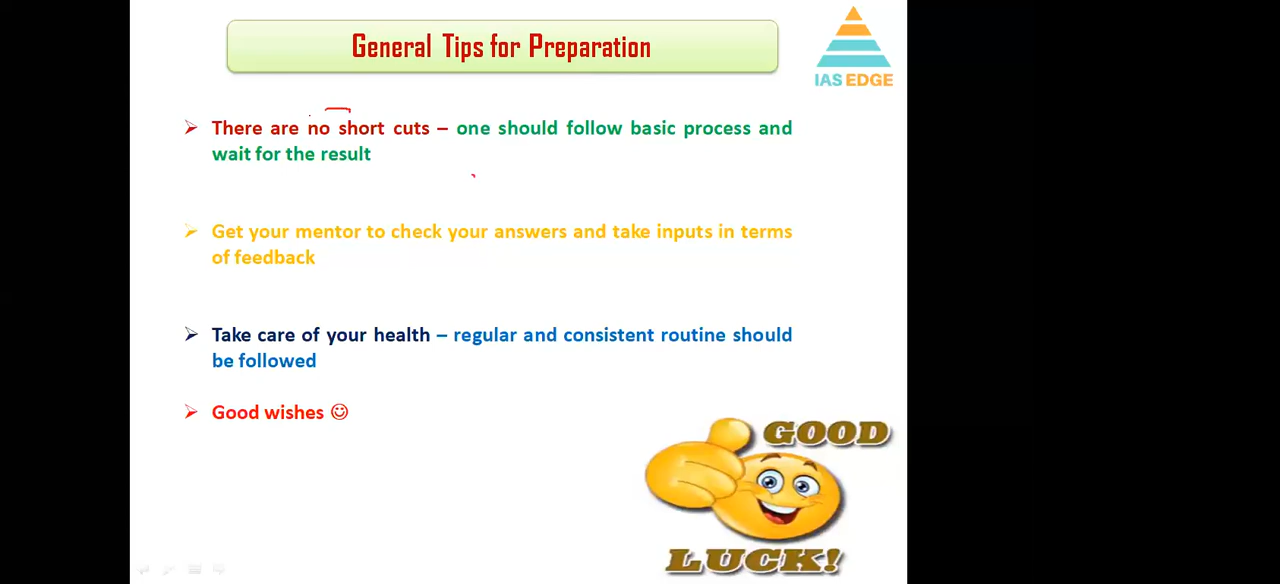 General Tips for Preparation
IAS EDGE
There are no short cuts – one should follow basic process and
wait for the result
Get your mentor to check your answers and take inputs in terms
of feedback
Take care of your health – regular and consistent routine should
be followed
Good wishes ☺
GOOD
LUCK!